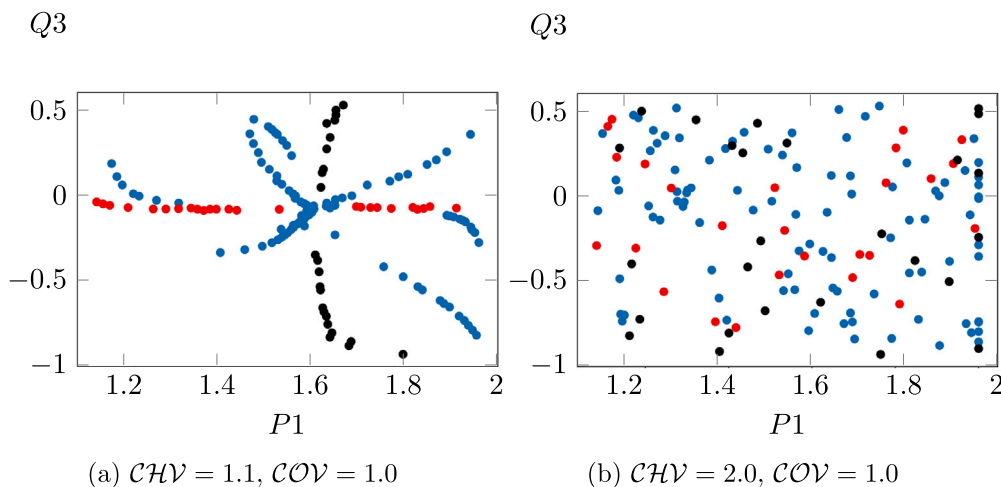 Q3 Q3
0.5 0.5
0 0
−0.5 −0.5
−1 −1
1.2 1.4 1.6 1.8 2 1.2 1.4 1.6 1.8 2
P1 P1
(a) CHV = 1.1, COV = 1.0 (b) CHV = 2.0, COV = 1.0